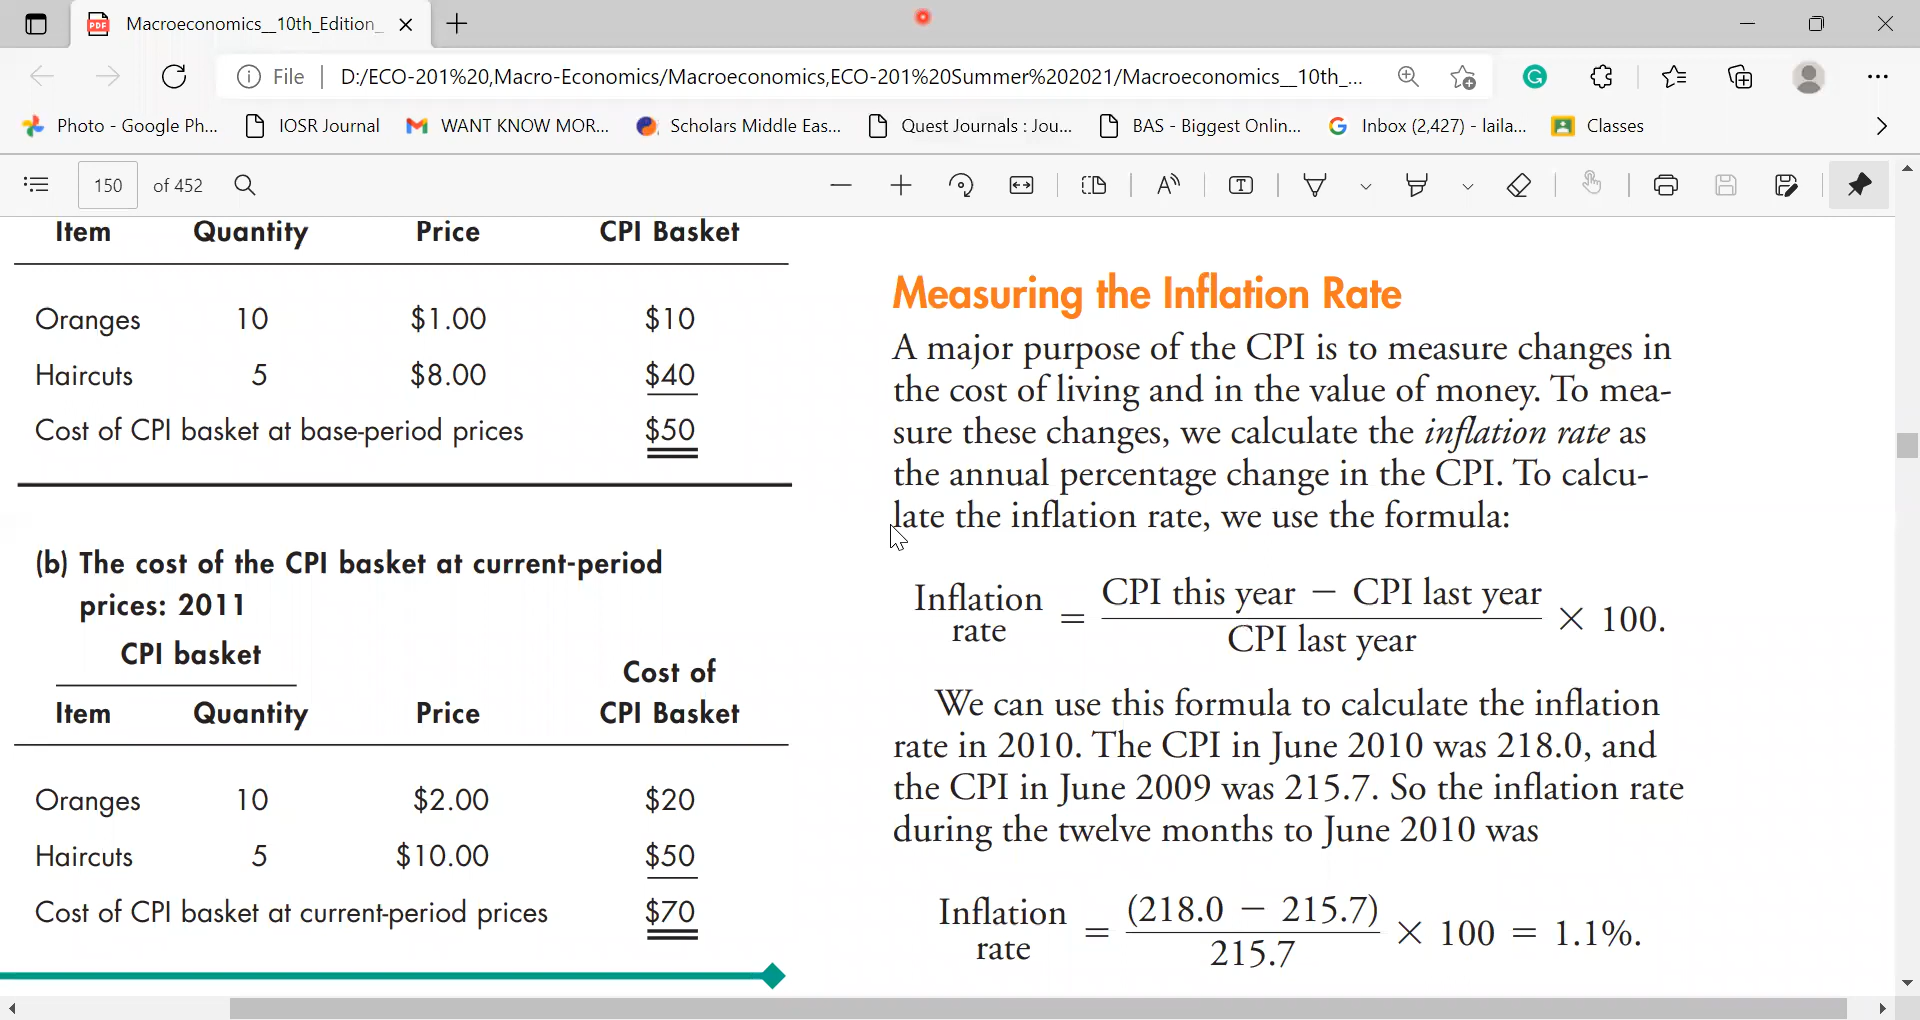 Macroeconomics__10th_Edition_
File
D:/ECO-201%20,Macro-Economics/Macroeconomics,ECO-201%20Summer%202021/Macroeconomics__10th_...
Photo - Google Ph...
IOSR Journal
WANT KNOW MOR...
Scholars Middle Eas...
Quest Journals : Jou...
BAS - Biggest Onlin...
Inbox (2,427) - laila...
Classes
150 of 452
Item Quantity Price CPI Basket
Oranges 10 $1.00 $10
Haircuts 5 $8.00 $40
Cost of CPI basket at base-period prices $50
(b) The cost of the CPI basket at current-period
prices: 2011
CPI basket
Cost of
Item Quantity Price CPI Basket
Oranges 10 $2.00 $20
Haircuts 5 $10.00 $50
Cost of CPI basket at current-period prices $70
Measuring the Inflation Rate
A major purpose of the CPI is to measure changes in
the cost of living and in the value of money. To mea-
sure these changes, we calculate the inflation rate as
the annual percentage change in the CPI. To calcu-
late the inflation rate, we use the formula:
Inflation rate = CPI this year − CPI last year
CPI last year × 100.
We can use this formula to calculate the inflation
rate in 2010. The CPI in June 2010 was 218.0, and
the CPI in June 2009 was 215.7. So the inflation rate
during the twelve months to June 2010 was
Inflation rate = (218.0 − 215.7)
215.7 × 100 = 1.1%.